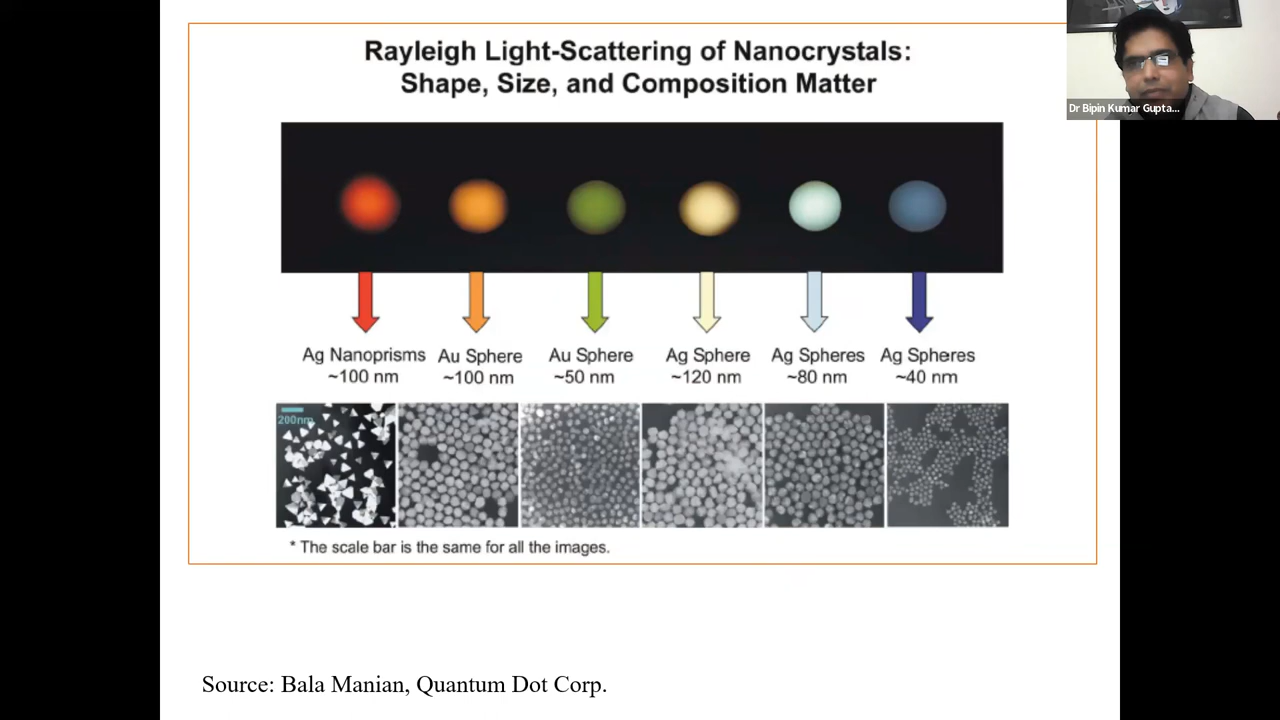 Rayleigh Light-Scattering of Nanocrystals:
Shape, Size, and Composition Matter
Dr Bipin Kumar Gupta...
Ag Nanoprisms
~100 nm
Au Sphere
~100 nm
Au Sphere
~50 nm
Ag Sphere
~120 nm
Ag Spheres
~80 nm
Ag Spheres
~40 nm
200nm
* The scale bar is the same for all the images.
Source: Bala Manian, Quantum Dot Corp.